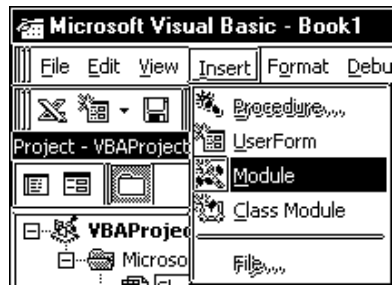 Microsoft Visual Basic - Book1
File Edit View Insert Format Debu
Procedure...
Project - VBAProject
UserForm
Module
Class Module
VBAProjec
Microso
File...